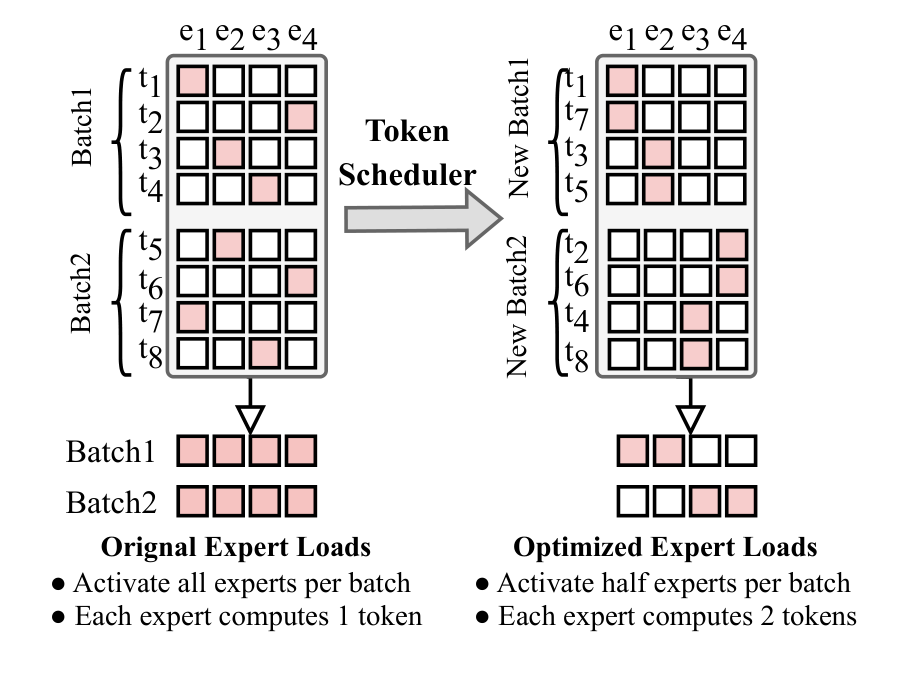 e1 e2 e3 e4
Batch1
t1
t2
t3
t4
Batch2
t5
t6
t7
t8
Token
Scheduler
e1 e2 e3 e4
New Batch1
t1
t7
t3
t5
New Batch2
t2
t6
t4
t8
Batch1
Batch2
Orignal Expert Loads
● Activate all experts per batch
● Each expert computes 1 token
Optimized Expert Loads
● Activate half experts per batch
● Each expert computes 2 tokens